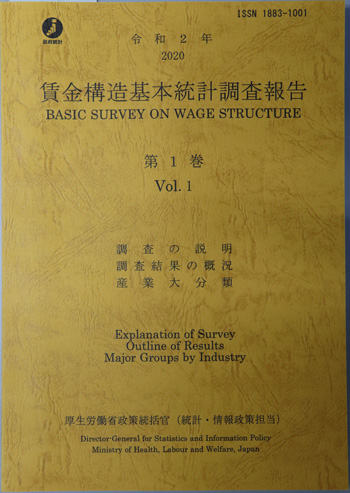 ISSN 1883-1001
政府統計
令和2年
2020
賃金構造基本統計調査報告
BASIC SURVEY ON WAGE STRUCTURE
第1巻
Vol. 1
調査の説明
調査結果の概況
産業大分類
Explanation of Survey
Outline of Results
Major Groups by Industry
厚生労働省政策統括官(統計・情報政策担当)
Director-General for Statistics and Information Policy
Ministry of Health, Labour and Welfare, Japan